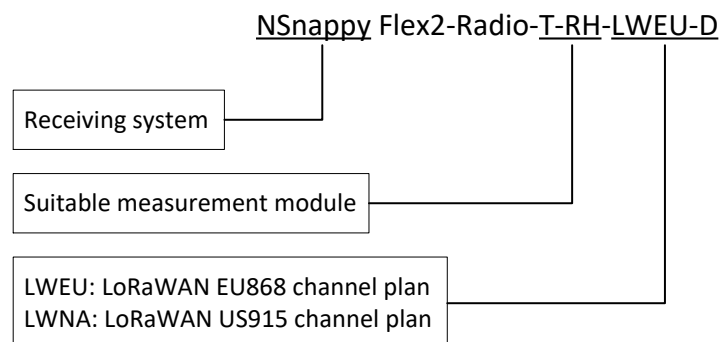 NSnappy Flex2-Radio-T-RH-LWEU-D
Receiving system
Suitable measurement module
LWEU: LoRaWAN EU868 channel plan
LWNA: LoRaWAN US915 channel plan